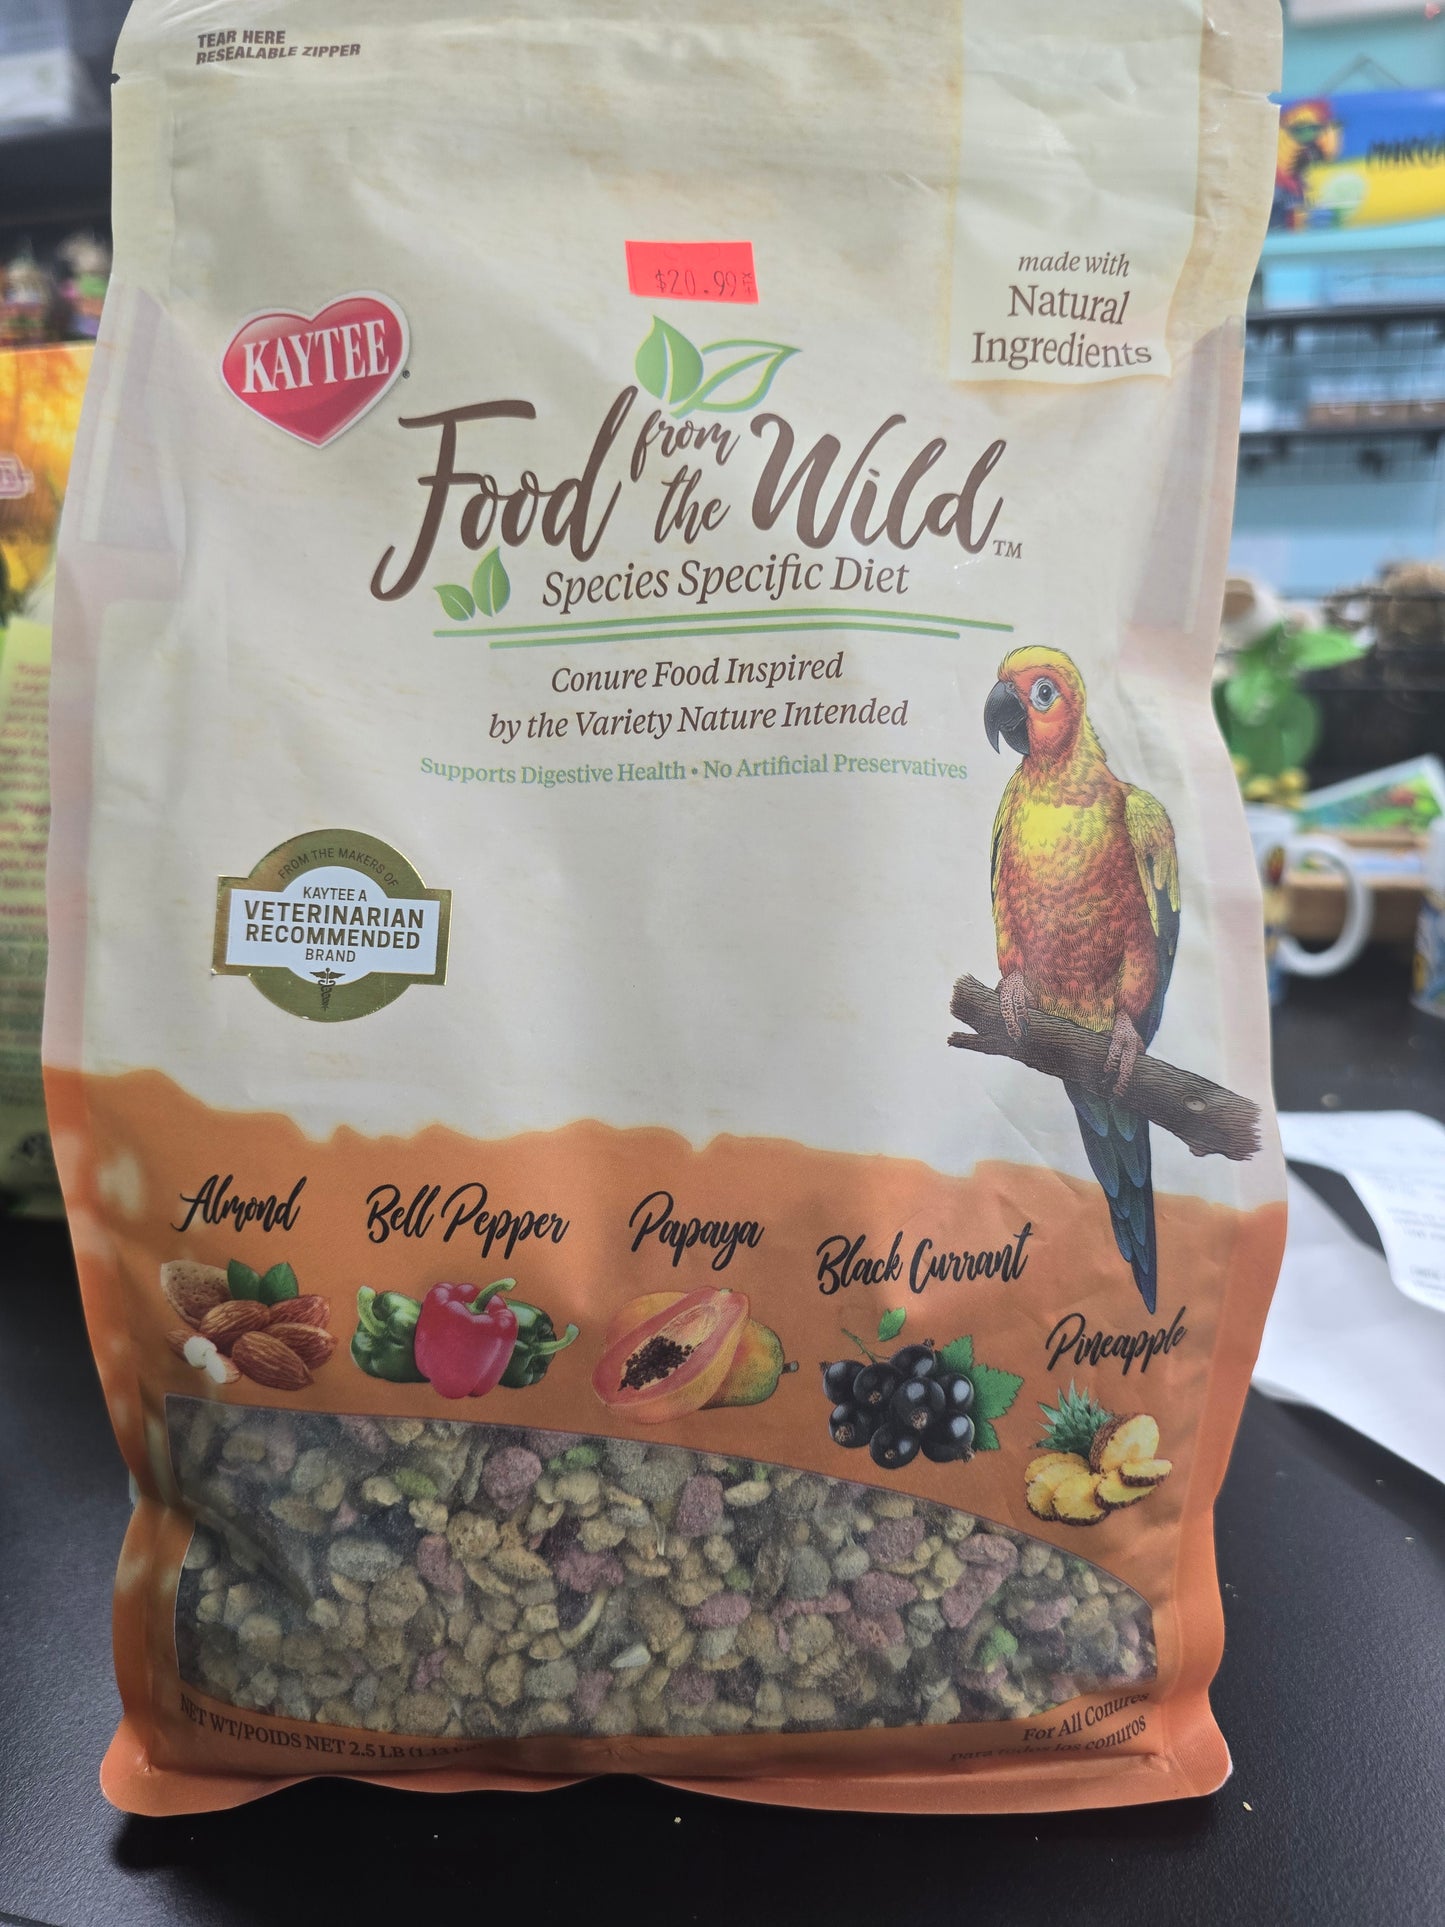 TEAR HERE
RESEALABLE ZIPPER
$20.99
made with
Natural
Ingredients
KAYTEE
Food from the Wild™
Species Specific Diet
Conure Food Inspired
by the Variety Nature Intended
Supports Digestive Health • No Artificial Preservatives
FROM THE MAKERS OF
KAYTEE A
VETERINARIAN
RECOMMENDED
BRAND
Almond
Bell Pepper
Papaya
Black Currant
Pineapple
NET WT/POIDS NET 2.5 LB (1.13
For All Conures
para todos los conuros